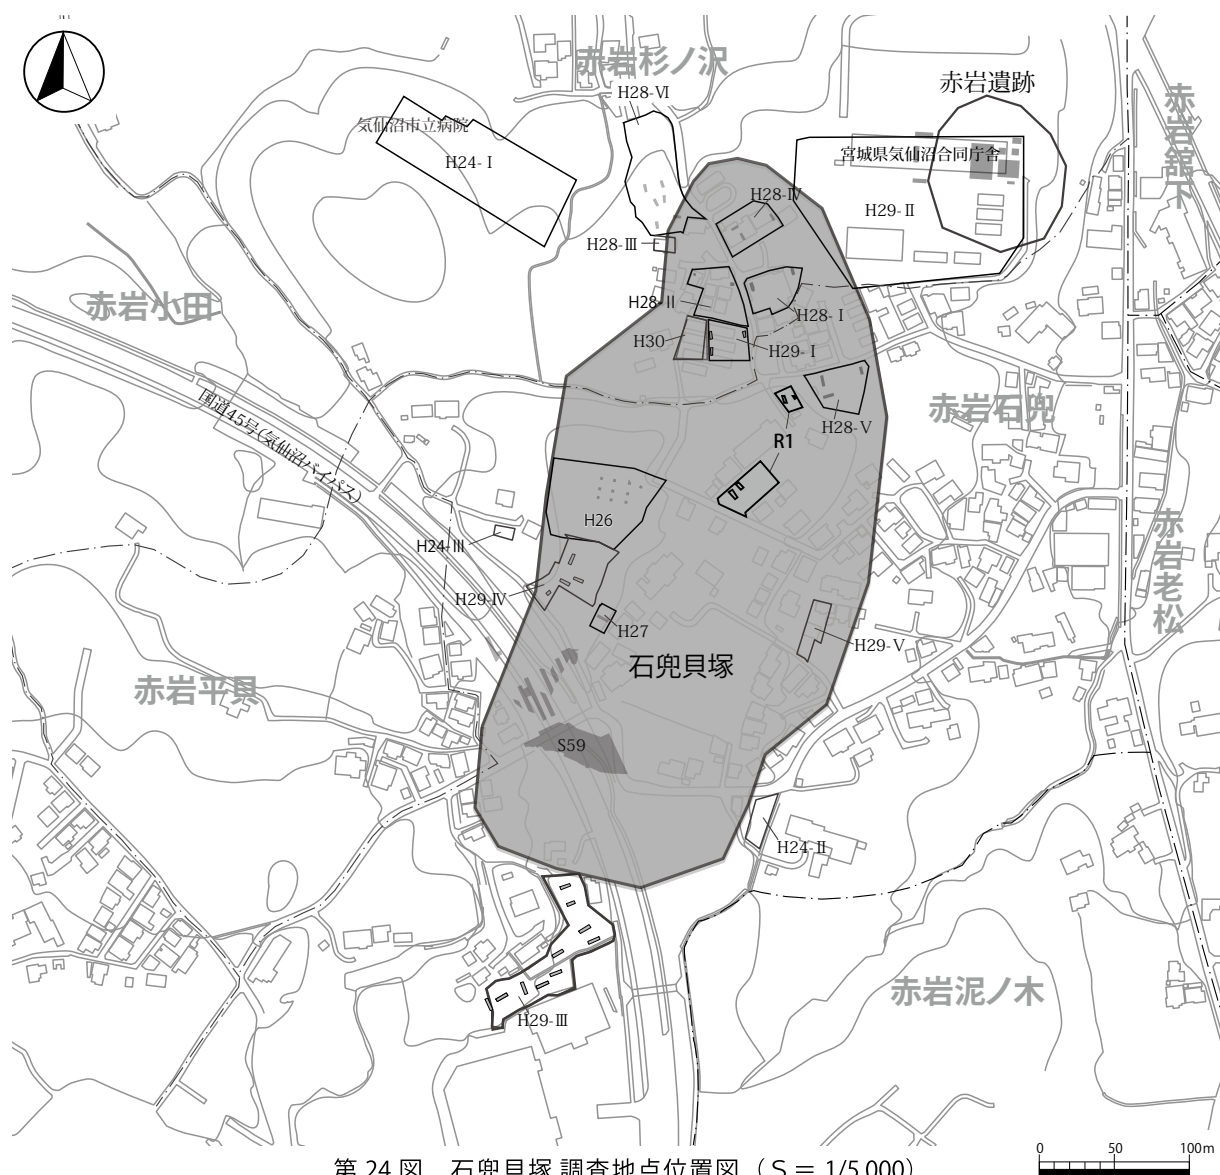 赤岩杉ノ沢
H28-Ⅵ
赤岩遺跡
赤岩舘下
気仙沼市立病院
H24-Ⅰ
宮城県気仙沼合同庁舎
H28-Ⅳ
H29-Ⅱ
H28-Ⅲ
赤岩小田
H28-Ⅱ
H28-Ⅰ
H30
H29-Ⅰ
国道45号(気仙沼バイパス)
赤岩石兜
H28-Ⅴ
R1
H26
H24-Ⅲ
赤岩老松
H29-Ⅳ
H27
H29-Ⅴ
石兜貝塚
赤岩平貝
S59
H24-Ⅱ
赤岩泥ノ木
H29-Ⅲ
0 50 100m
第 24 図 石兜貝塚 調査地点位置図（Ｓ＝ 1/5,000）